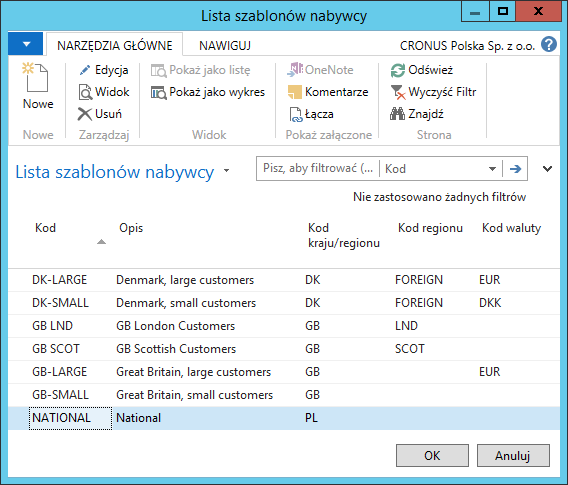 Lista szablonów nabywcy
NARZĘDZIA GŁÓWNE NAWIGUJ CRONUS Polska Sp. z o.o.
Nowe
Edycja
Widok
Usuń
Pokaż jako listę
Pokaż jako wykres
OneNote
Komentarze
Łącza
Odśwież
Wyczyść Filtr
Znajdź
Nowe Zarządzaj Widok Pokaż załączone Strona
Lista szablonów nabywcy
Pisz, aby filtrować (... Kod
Nie zastosowano żadnych filtrów
Kod Opis Kod kraju/regionu Kod regionu Kod waluty
DK-LARGE Denmark, large customers DK FOREIGN EUR
DK-SMALL Denmark, small customers DK FOREIGN DKK
GB LND GB London Customers GB LND
GB SCOT GB Scottish Customers GB SCOT
GB-LARGE Great Britain, large customers GB EUR
GB-SMALL Great Britain, small customers GB
NATIONAL National PL
OK Anuluj